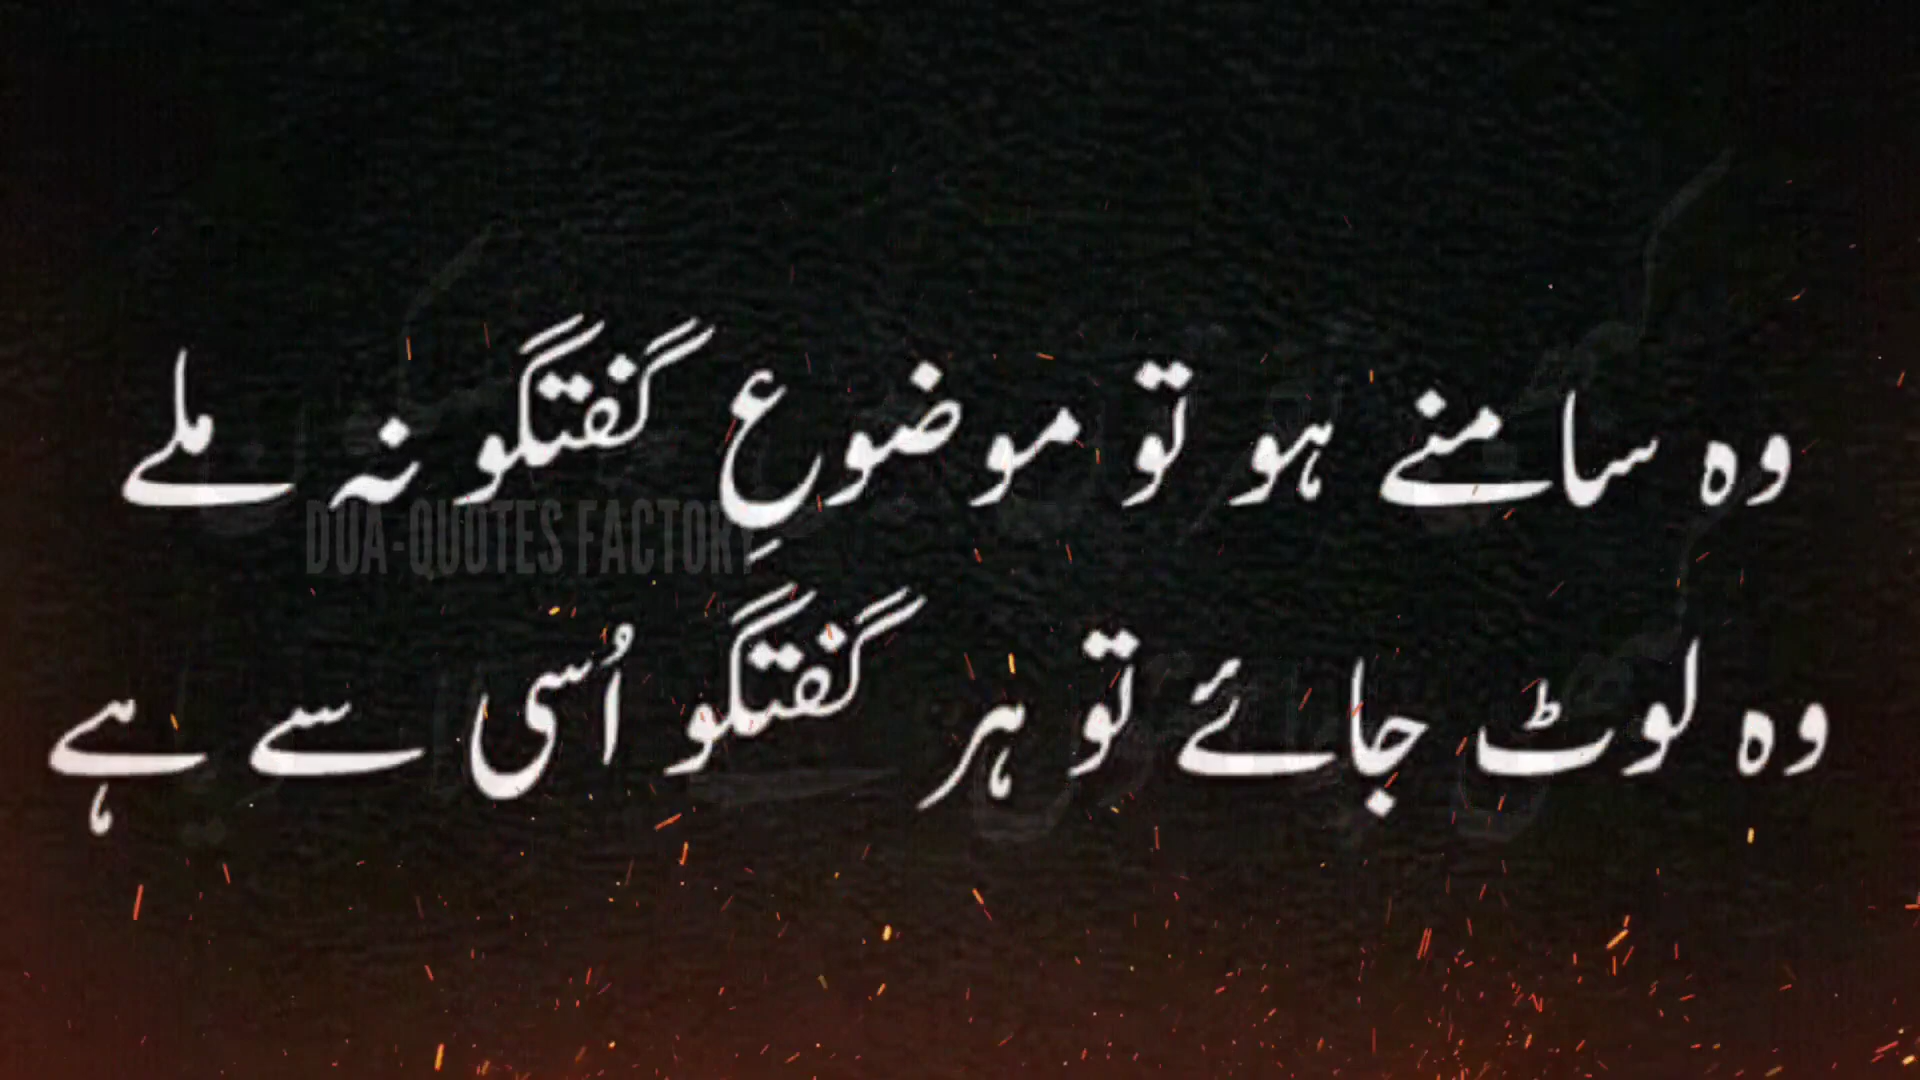 وہ سامنے ہو تو موضوعِ گفتگو نہ ملے
DUA-QUOTES FACTORY
وہ لوٹ جائے تو ہر گفتگو اُسی سے ہے